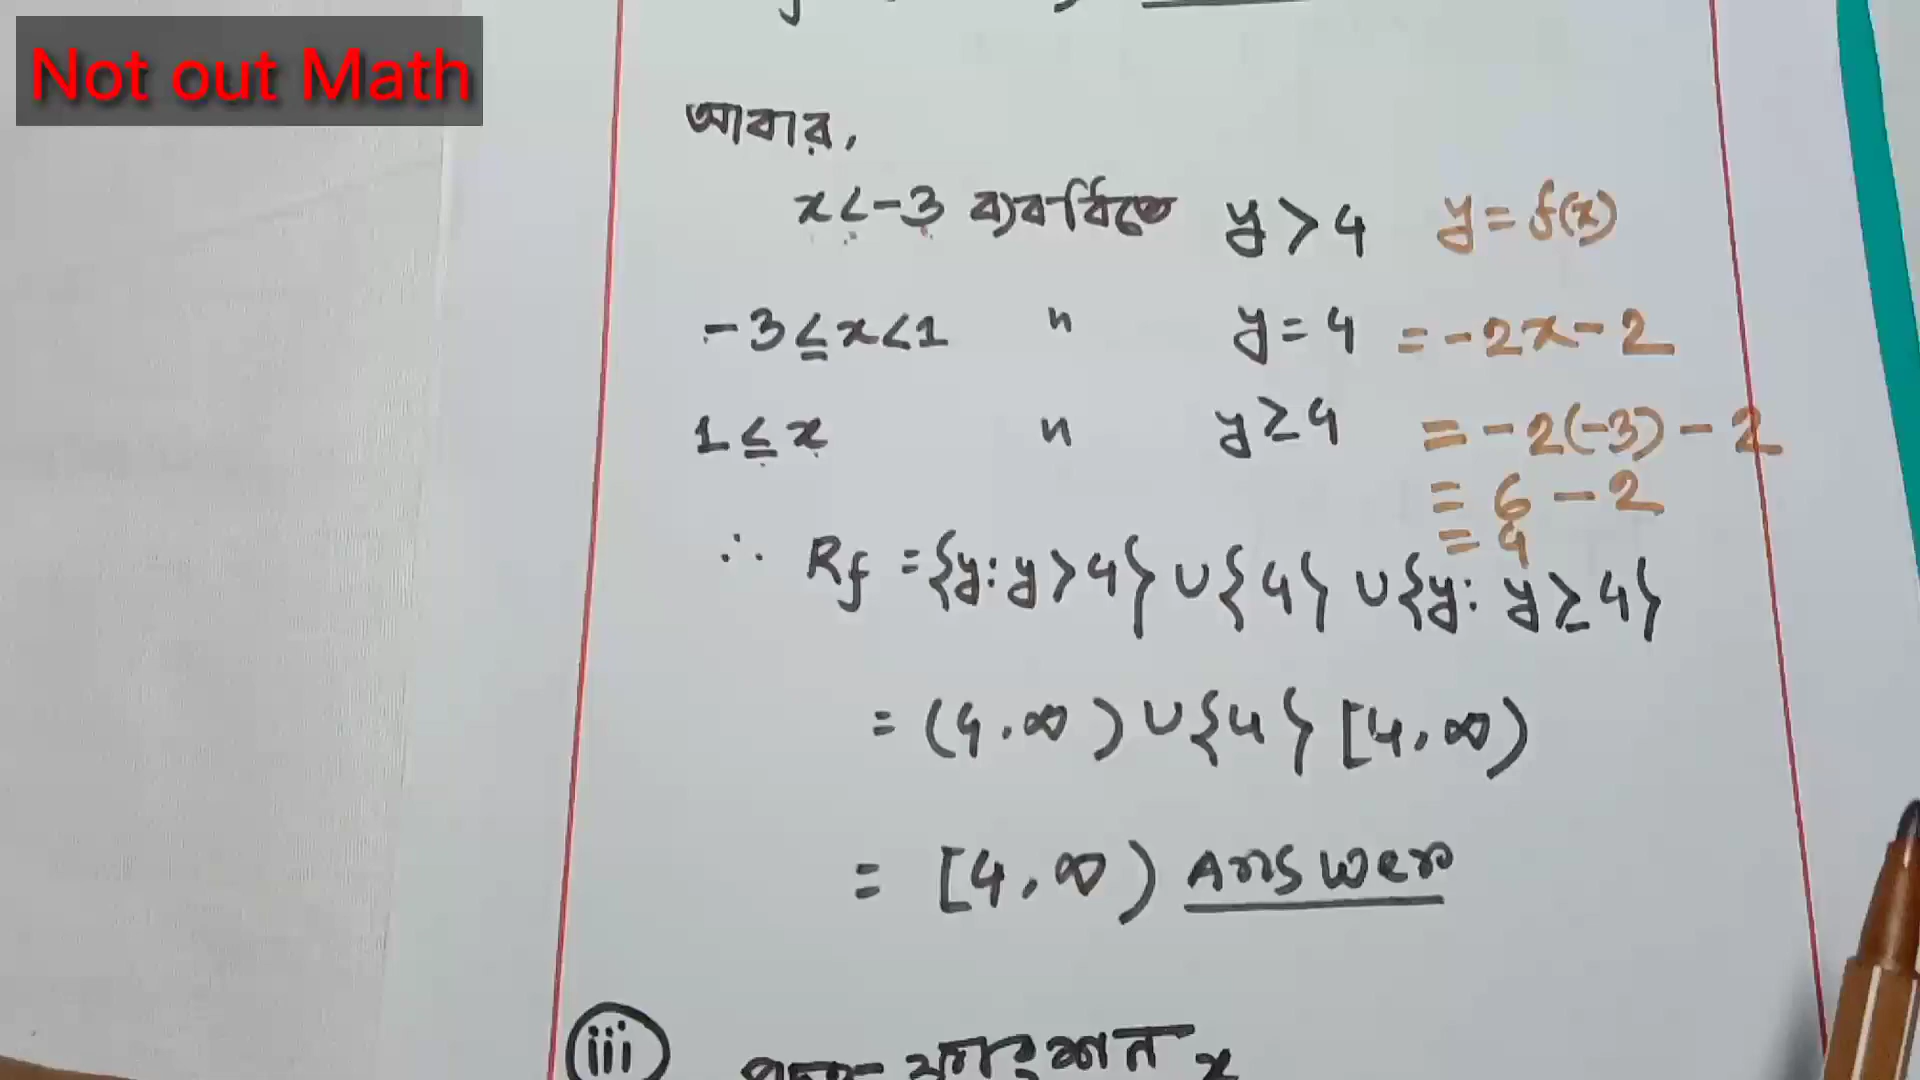 Not out Math
আবার,
x<-3 ব্যবধিতে y>4 y=f(x)
-3≤x<1 " y=4 =-2x-2
1≤x " y≥4 =-2(-3)-2
=6-2
=4
∴ Rf={y:y>4}∪{4}∪{y: y≥4}
=(4,∞)∪{4}[4,∞)
=[4,∞) Answer
iii
x